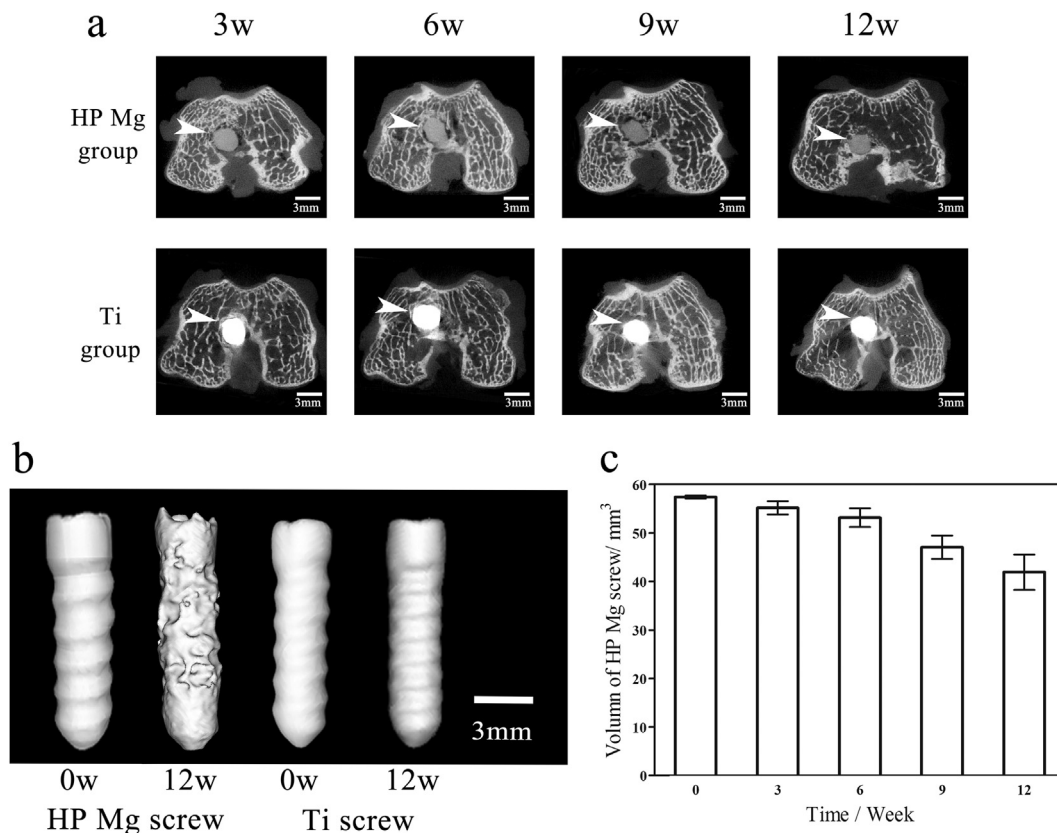 a
3w 6w 9w 12w
HP Mg
group
3mm 3mm 3mm 3mm
Ti
group
3mm 3mm 3mm 3mm
b
3mm
0w 12w 0w 12w
HP Mg screw Ti screw
c
Volumn of HP Mg screw/ mm³
60
50
40
30
20
10
0
0 3 6 9 12
Time / Week